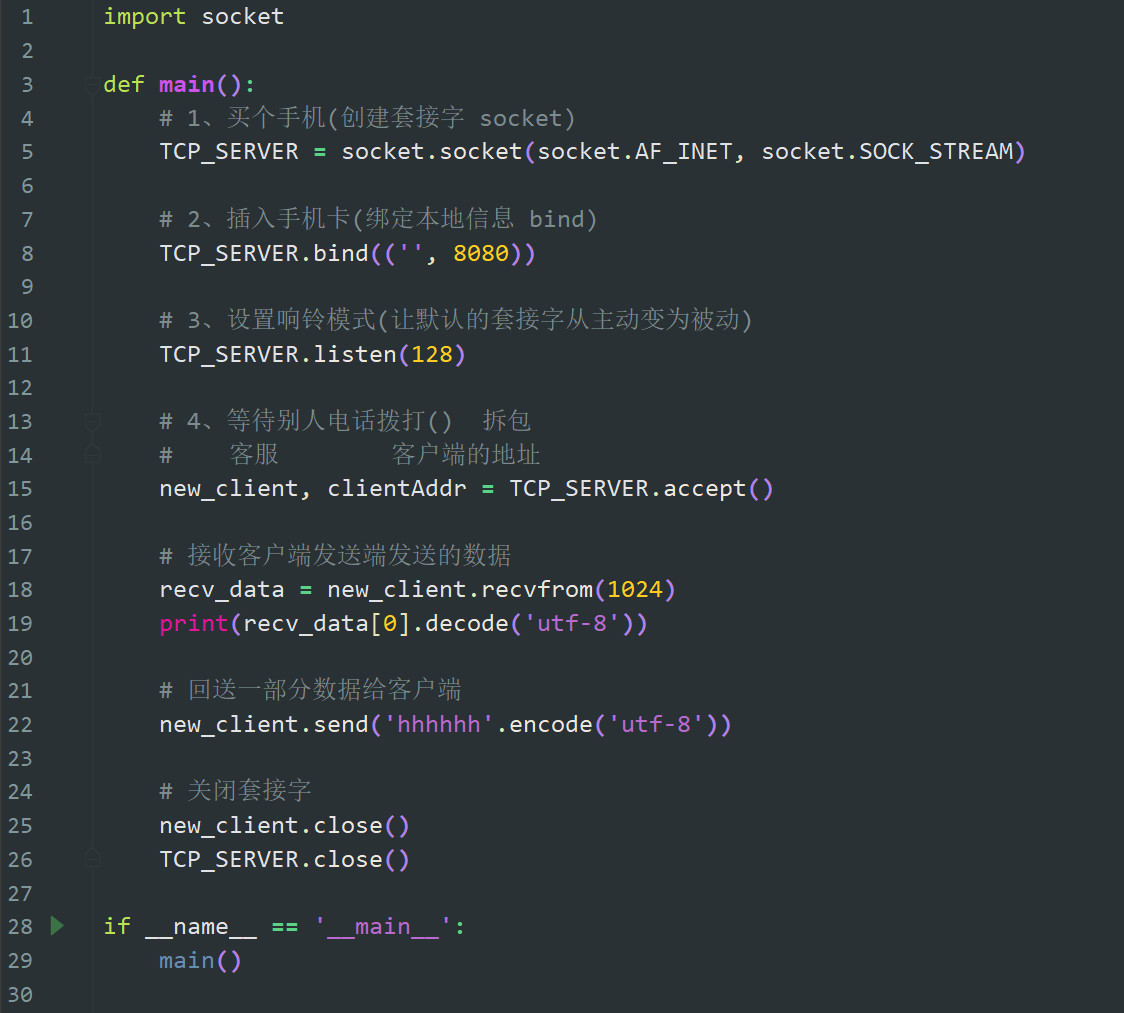 1 import socket
2
3 def main():
4 # 1、买个手机(创建套接字 socket)
5 TCP_SERVER = socket.socket(socket.AF_INET, socket.SOCK_STREAM)
6
7 # 2、插入手机卡(绑定本地信息 bind)
8 TCP_SERVER.bind(('', 8080))
9
10 # 3、设置响铃模式(让默认的套接字从主动变为被动)
11 TCP_SERVER.listen(128)
12
13 # 4、等待别人电话拨打() 拆包
14 # 客服 客户端的地址
15 new_client, clientAddr = TCP_SERVER.accept()
16
17 # 接收客户端发送端发送的数据
18 recv_data = new_client.recvfrom(1024)
19 print(recv_data[0].decode('utf-8'))
20
21 # 回送一部分数据给客户端
22 new_client.send('hhhhhh'.encode('utf-8'))
23
24 # 关闭套接字
25 new_client.close()
26 TCP_SERVER.close()
27
28 if __name__ == '__main__':
29 main()
30